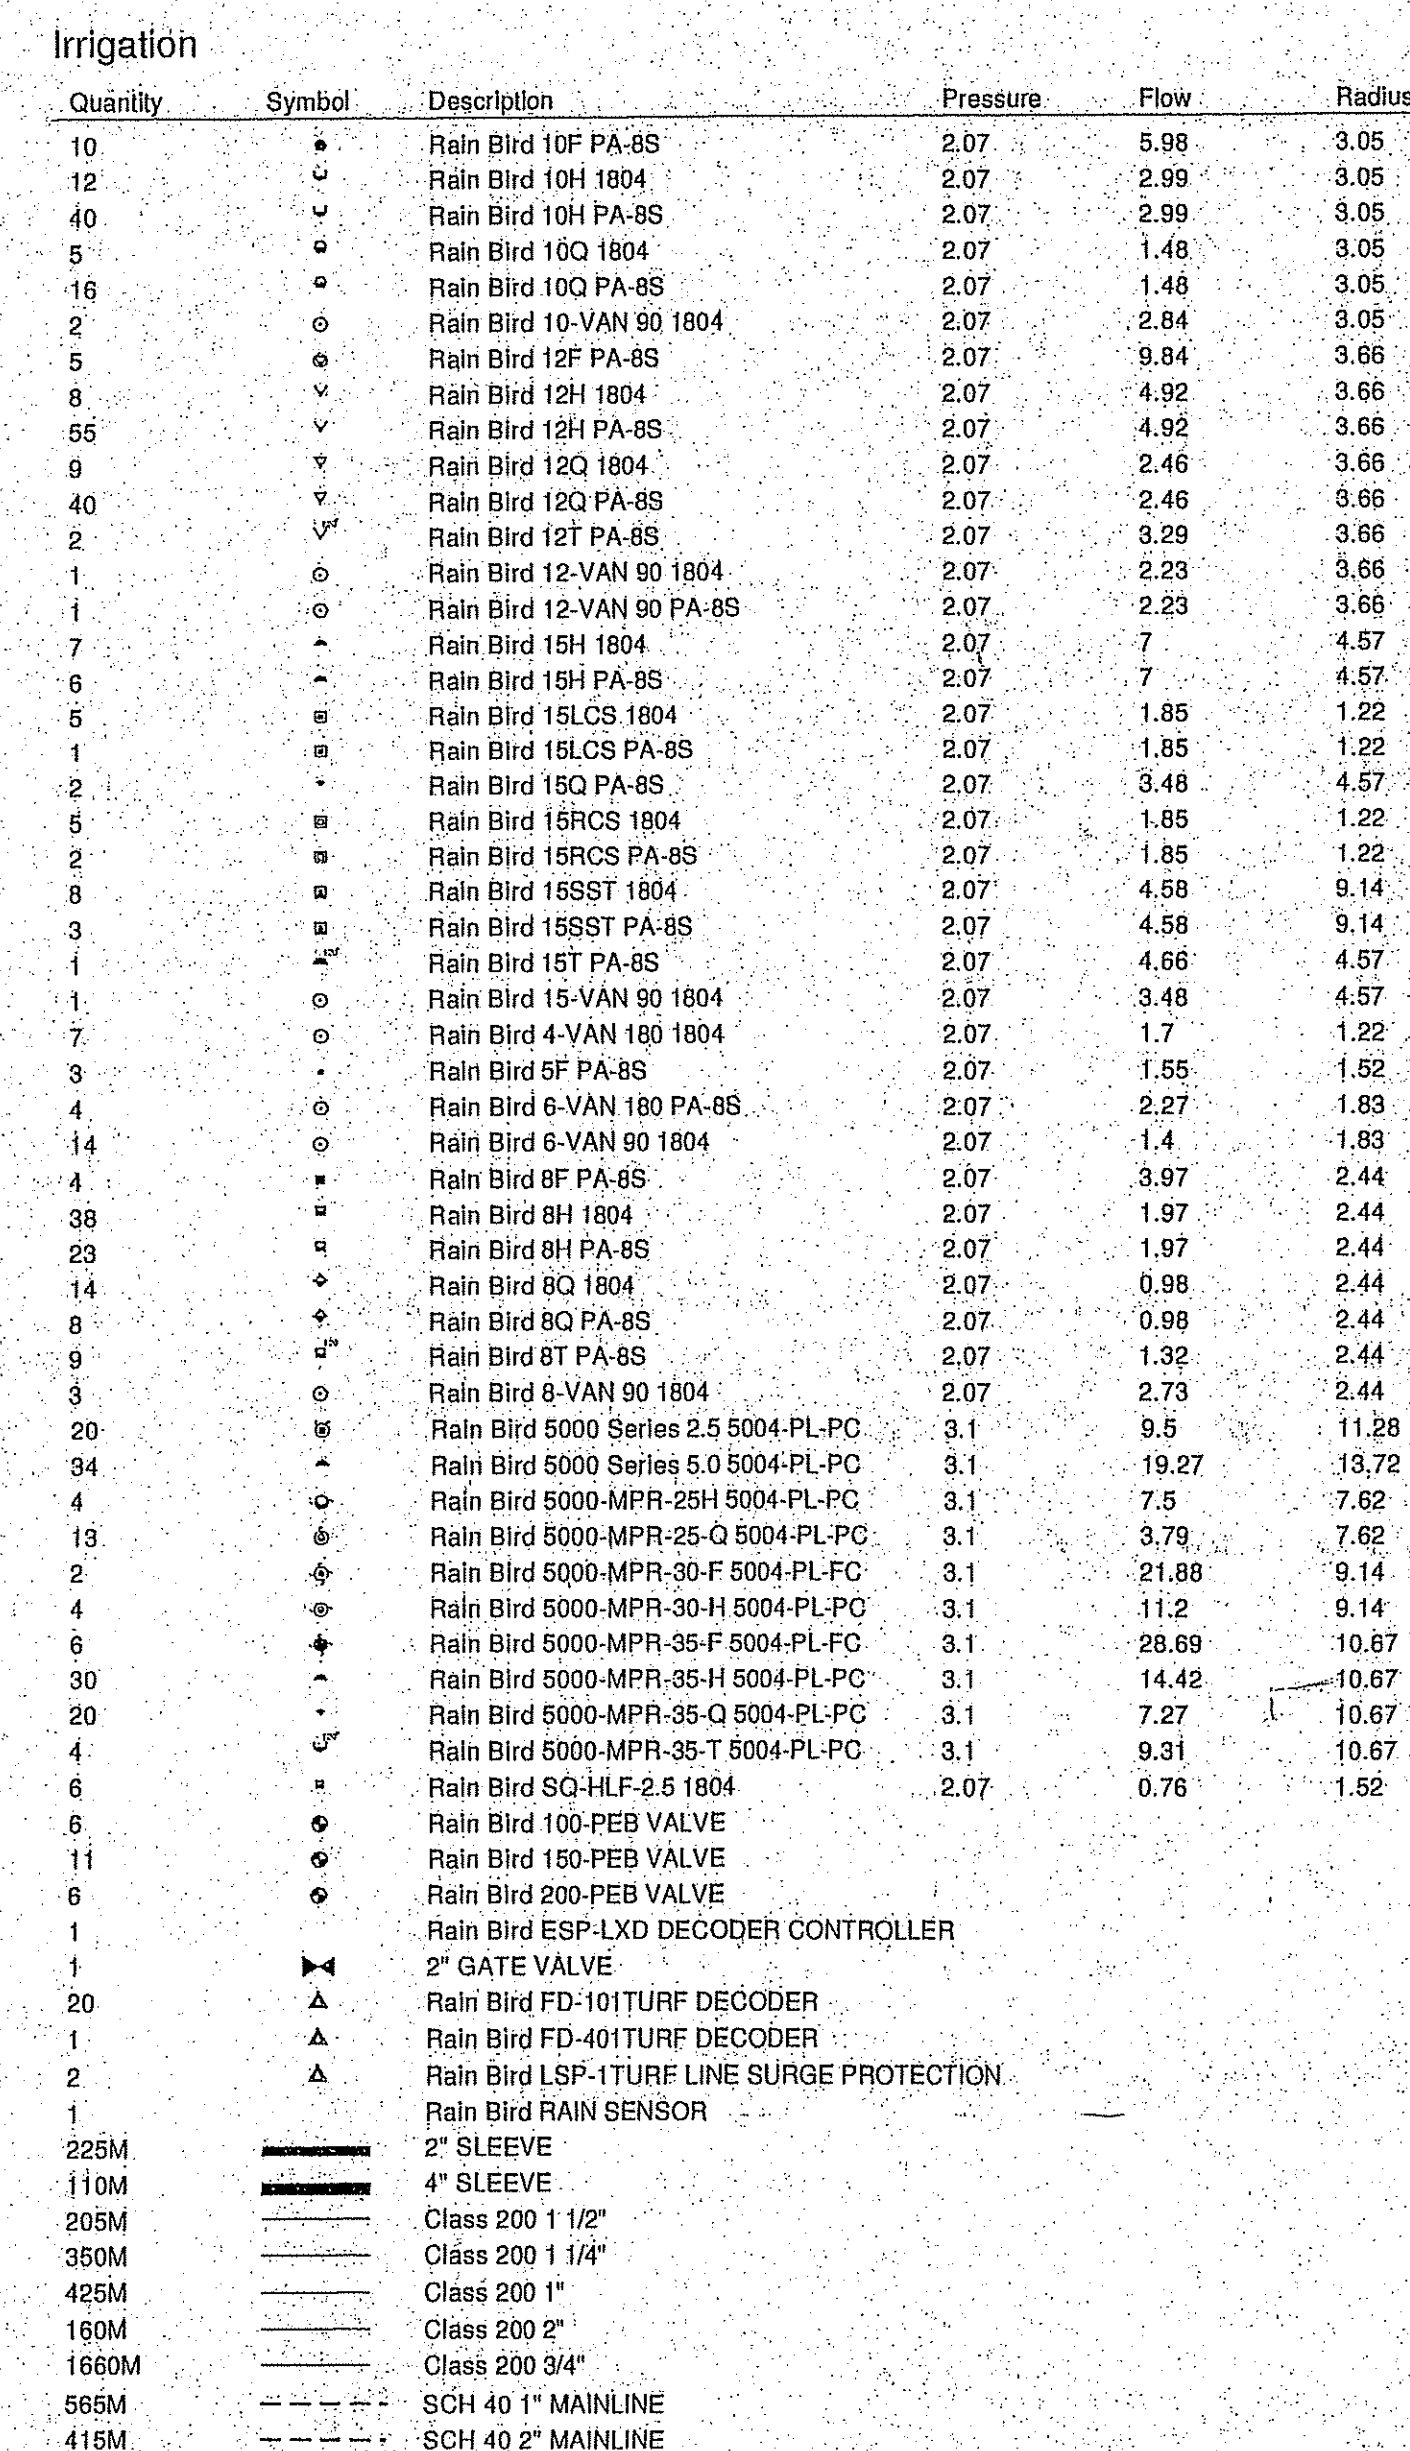 Irrigation
Quantity Symbol Description Pressure Flow Radius
10 Rain Bird 10F PA-8S 2.07 5.98 3.05
12 Rain Bird 10H 1804 2.07 2.99 3.05
40 Rain Bird 10H PA-8S 2.07 2.99 3.05
5 Rain Bird 10Q 1804 2.07 1.48 3.05
16 Rain Bird 10Q PA-8S 2.07 1.48 3.05
2 Rain Bird 10-VAN 90 1804 2.07 2.84 3.05
5 Rain Bird 12F PA-8S 2.07 9.84 3.66
8 Rain Bird 12H 1804 2.07 4.92 3.66
55 Rain Bird 12H PA-8S 2.07 4.92 3.66
9 Rain Bird 12Q 1804 2.07 2.46 3.66
40 Rain Bird 12Q PA-8S 2.07 2.46 3.66
2 Rain Bird 12T PA-8S 2.07 3.29 3.66
1 Rain Bird 12-VAN 90 1804 2.07 2.23 3.66
1 Rain Bird 12-VAN 90 PA-8S 2.07 2.23 3.66
7 Rain Bird 15H 1804 2.07 7 4.57
6 Rain Bird 15H PA-8S 2.07 7 4.57
5 Rain Bird 15LCS 1804 2.07 1.85 1.22
1 Rain Bird 15LCS PA-8S 2.07 1.85 1.22
2 Rain Bird 15Q PA-8S 2.07 3.48 4.57
5 Rain Bird 15RCS 1804 2.07 1.85 1.22
2 Rain Bird 15RCS PA-8S 2.07 1.85 1.22
8 Rain Bird 15SST 1804 2.07 4.58 9.14
3 Rain Bird 15SST PA-8S 2.07 4.58 9.14
1 Rain Bird 15T PA-8S 2.07 4.66 4.57
1 Rain Bird 15-VAN 90 1804 2.07 3.48 4.57
7 Rain Bird 4-VAN 180 1804 2.07 1.7 1.22
3 Rain Bird 5F PA-8S 2.07 1.55 1.52
4 Rain Bird 6-VAN 180 PA-8S 2.07 2.27 1.83
14 Rain Bird 6-VAN 90 1804 2.07 1.4 1.83
4 Rain Bird 8F PA-8S 2.07 3.97 2.44
38 Rain Bird 8H 1804 2.07 1.97 2.44
23 Rain Bird 8H PA-8S 2.07 1.97 2.44
14 Rain Bird 8Q 1804 2.07 0.98 2.44
8 Rain Bird 8Q PA-8S 2.07 0.98 2.44
9 Rain Bird 8T PA-8S 2.07 1.32 2.44
3 Rain Bird 8-VAN 90 1804 2.07 2.73 2.44
20 Rain Bird 5000 Series 2.5 5004-PL-PC 3.1 9.5 11.28
34 Rain Bird 5000 Series 5.0 5004-PL-PC 3.1 19.27 13.72
4 Rain Bird 5000-MPR-25H 5004-PL-PC 3.1 7.5 7.62
13 Rain Bird 5000-MPR-25-Q 5004-PL-PC 3.1 3.79 7.62
2 Rain Bird 5000-MPR-30-F 5004-PL-FC 3.1 21.88 9.14
4 Rain Bird 5000-MPR-30-H 5004-PL-PC 3.1 11.2 9.14
6 Rain Bird 5000-MPR-35-F 5004-PL-FC 3.1 28.69 10.67
30 Rain Bird 5000-MPR-35-H 5004-PL-PC 3.1 14.42 10.67
20 Rain Bird 5000-MPR-35-Q 5004-PL-PC 3.1 7.27 10.67
4 Rain Bird 5000-MPR-35-T 5004-PL-PC 3.1 9.31 10.67
6 Rain Bird SQ-HLF-2.5 1804 2.07 0.76 1.52
6 Rain Bird 100-PEB VALVE
11 Rain Bird 150-PEB VALVE
6 Rain Bird 200-PEB VALVE
1 Rain Bird ESP-LXD DECODER CONTROLLER
1 2" GATE VALVE
20 Rain Bird FD-101TURF DECODER
1 Rain Bird FD-401TURF DECODER
2 Rain Bird LSP-1TURF LINE SURGE PROTECTION
1 Rain Bird RAIN SENSOR
225M 2" SLEEVE
110M 4" SLEEVE
205M Class 200 1 1/2"
350M Class 200 1 1/4"
425M Class 200 1"
160M Class 200 2"
1660M Class 200 3/4"
565M SCH 40 1" MAINLINE
415M SCH 40 2" MAINLINE